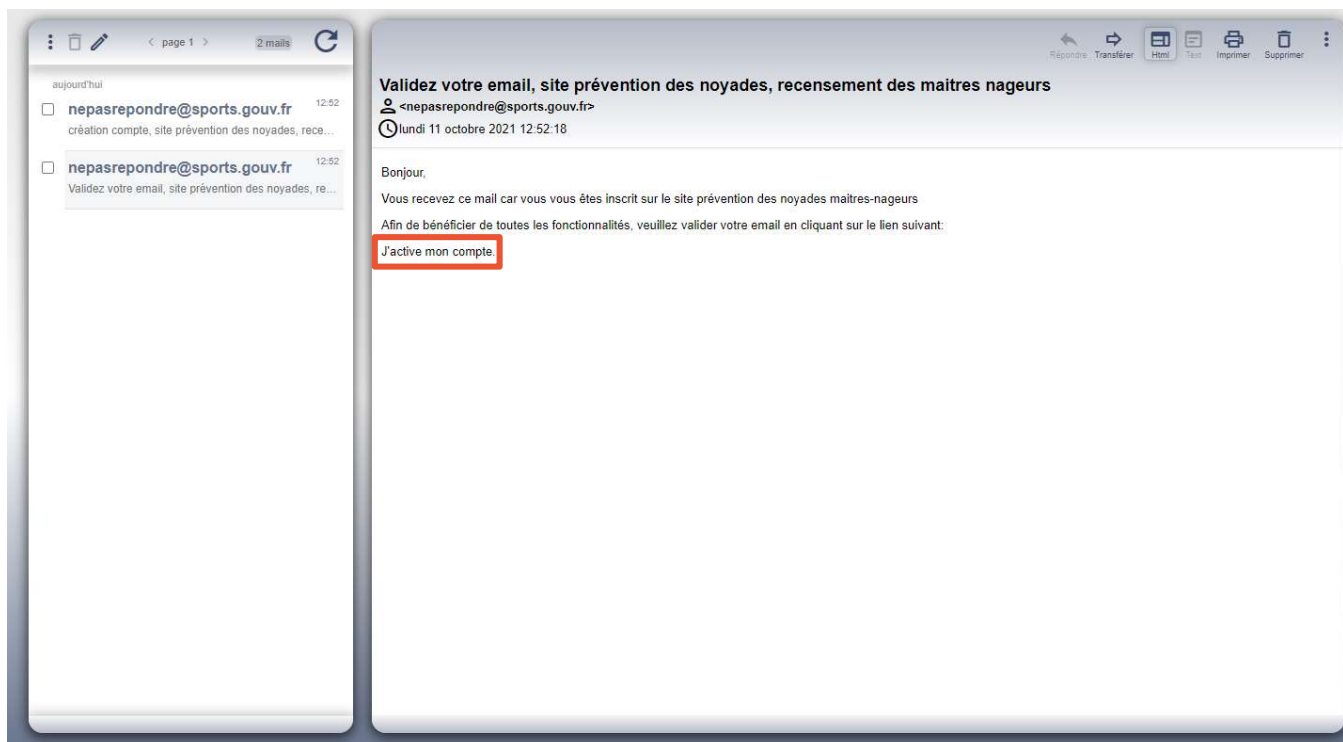 < page 1 >
2 mails
aujourd'hui
nepasrepondre@sports.gouv.fr 12:52
création compte, site prévention des noyades, rece...
nepasrepondre@sports.gouv.fr 12:52
Validez votre email, site prévention des noyades, re...
Répondre Transférer Html Text Imprimer Supprimer
Validez votre email, site prévention des noyades, recensement des maitres nageurs
<nepasrepondre@sports.gouv.fr>
lundi 11 octobre 2021 12:52:18
Bonjour,
Vous recevez ce mail car vous vous êtes inscrit sur le site prévention des noyades maitres-nageurs
Afin de bénéficier de toutes les fonctionnalités, veuillez valider votre email en cliquant sur le lien suivant:
J'active mon compte.